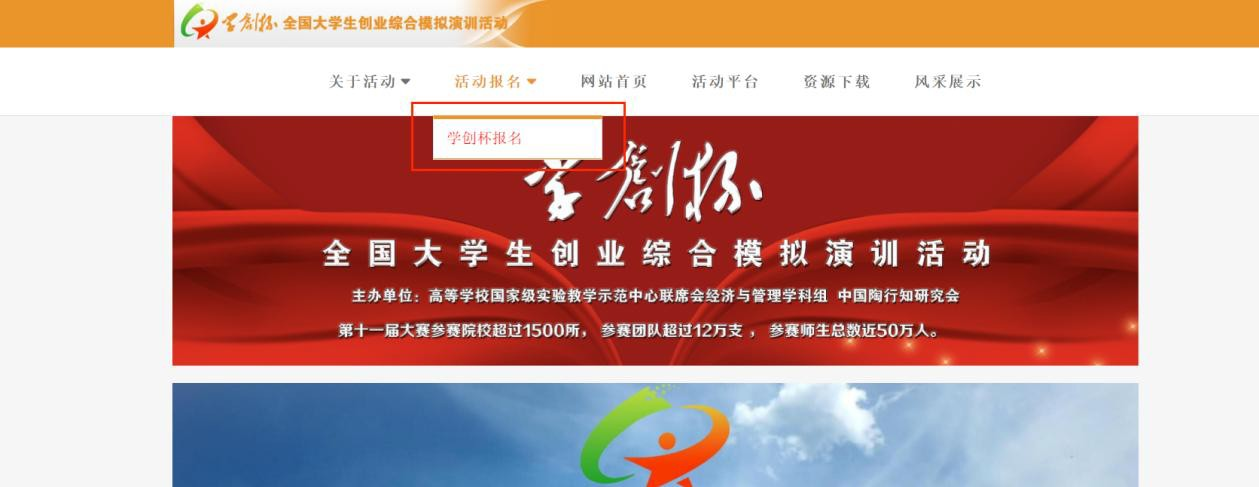 学创杯 全国大学生创业综合模拟演训活动
关于活动 活动报名 网站首页 活动平台 资源下载 风采展示
学创杯报名
学创杯
全国大学生创业综合模拟演训活动
主办单位：高等学校国家级实验教学示范中心联席会经济与管理学科组 中国陶行知研究会
第十一届大赛参赛院校超过1500所， 参赛团队超过12万支 ， 参赛师生总数近50万人。